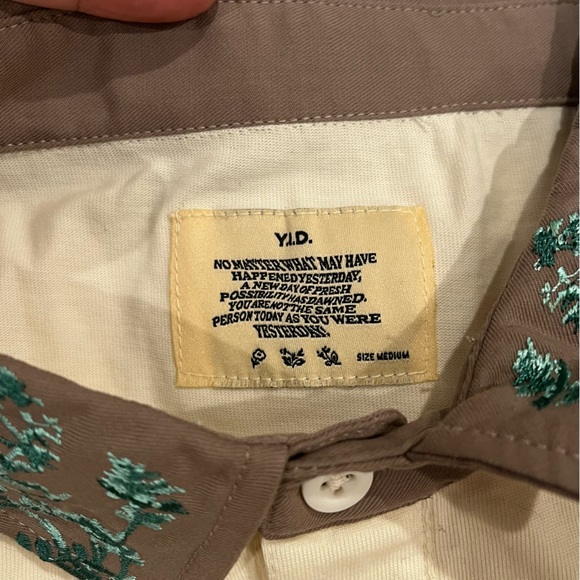 Y.I.D.
NO MATTER WHAT MAY HAVE
HAPPENED YESTERDAY,
A NEW DAY OF FRESH
POSSIBILITY HAS DAWNED.
YOU ARE NOT THE SAME
PERSON TODAY AS YOU WERE
YESTERDAY.
SIZE MEDIUM